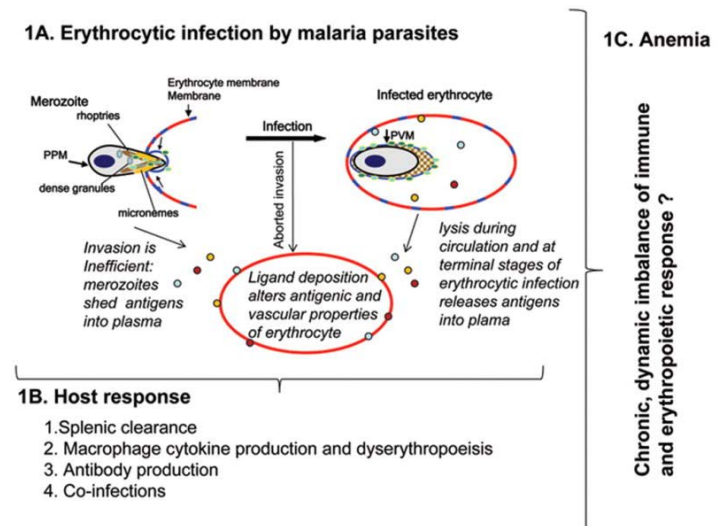 1A. Erythrocytic infection by malaria parasites
1C. Anemia
Erythrocyte membrane
Membrane
Merozoite
rhoptries
PPM
dense granules
micronemes
Infection
Aborted invasion
Infected erythrocyte
PVM
Invasion is
Inefficient:
merozoites
shed antigens
into plasma
Ligand deposition
alters antigenic and
vascular properties
of erythrocyte
lysis during
circulation and at
terminal stages of
erythrocytic infection
releases antigens
into plama
1B. Host response
1.Splenic clearance
2. Macrophage cytokine production and dyserythropoeisis
3. Antibody production
4. Co-infections
Chronic, dynamic imbalance of immune
and erythropoietic response ?